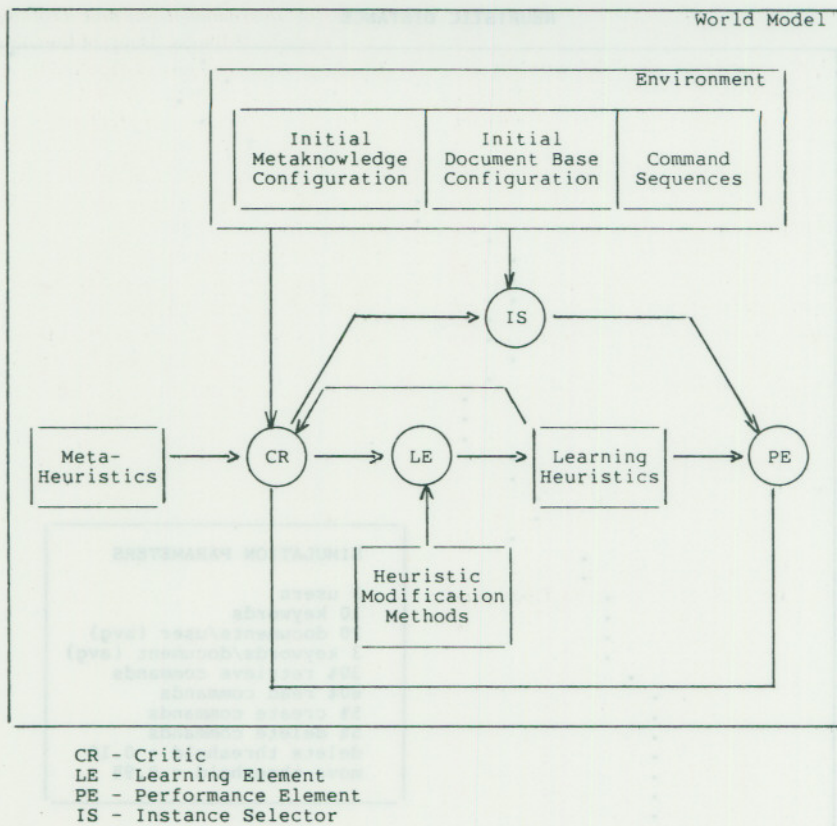 World Model
Environment
Initial
Metaknowledge
Configuration
Initial
Document Base
Configuration
Command
Sequences
IS
Meta-
Heuristics
CR
LE
Learning
Heuristics
PE
Heuristic
Modification
Methods
CR - Critic
LE - Learning Element
PE - Performance Element
IS - Instance Selector